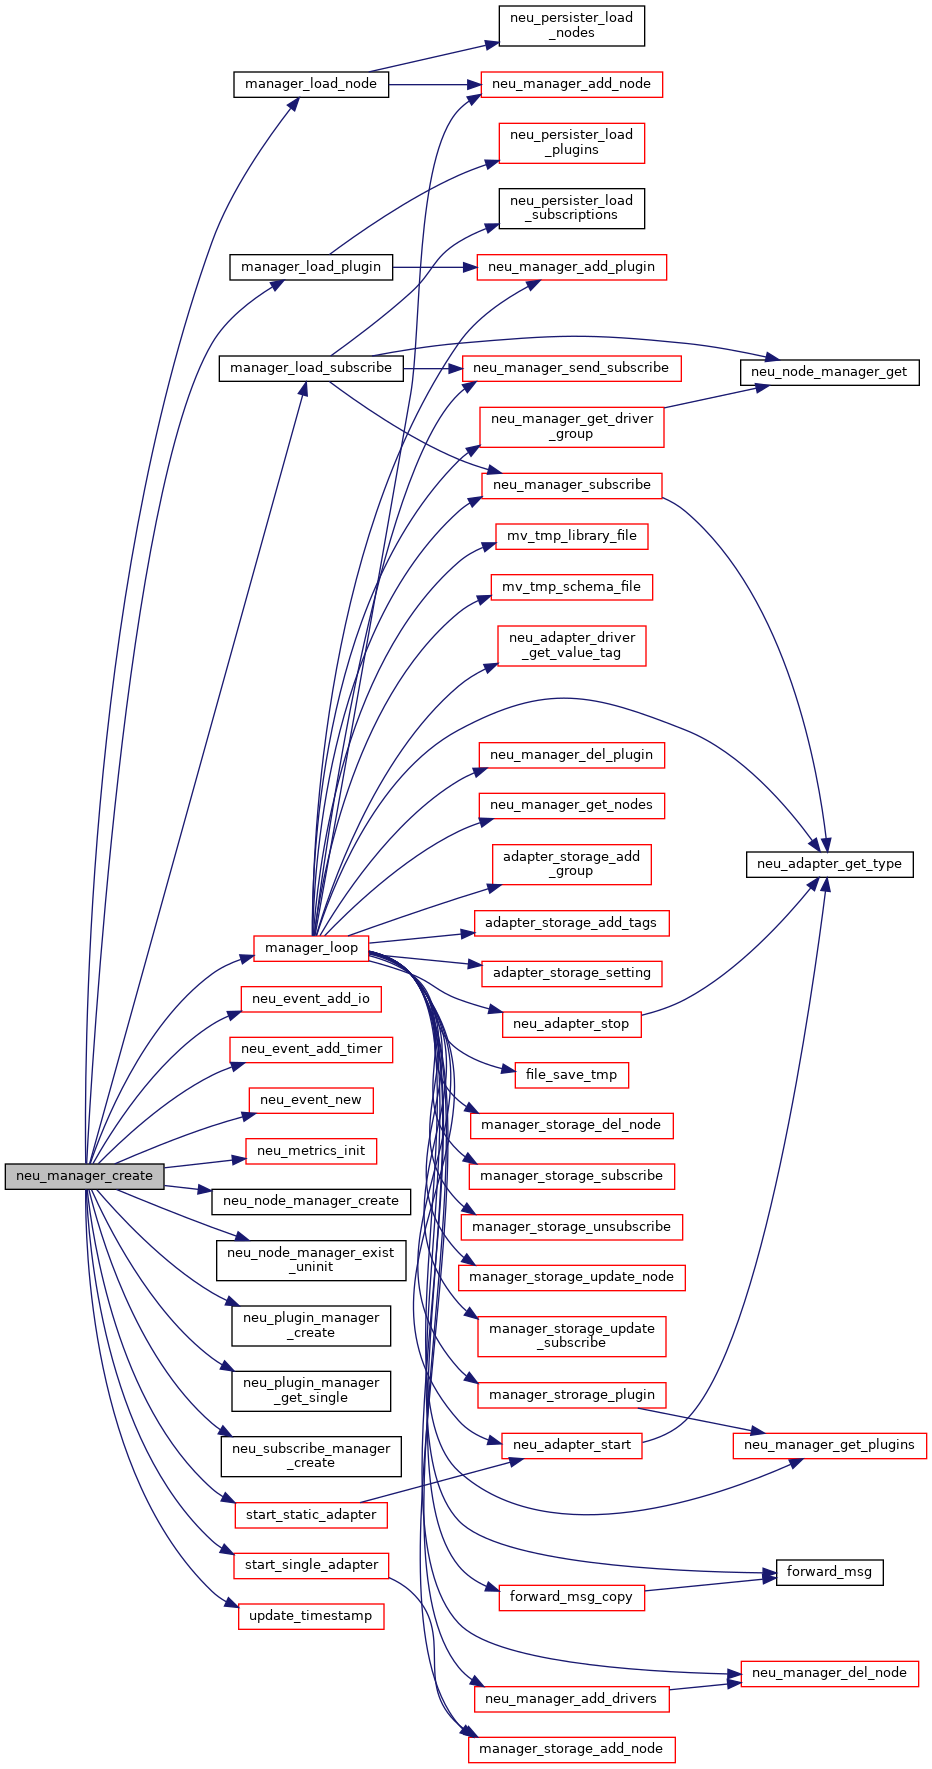 neu_persister_load
_nodes
manager_load_node
neu_manager_add_node
neu_persister_load
_plugins
neu_persister_load
_subscriptions
manager_load_plugin
neu_manager_add_plugin
manager_load_subscribe
neu_manager_send_subscribe
neu_node_manager_get
neu_manager_get_driver
_group
neu_manager_subscribe
mv_tmp_library_file
mv_tmp_schema_file
neu_adapter_driver
_get_value_tag
neu_manager_del_plugin
neu_manager_get_nodes
adapter_storage_add
_group
neu_adapter_get_type
adapter_storage_add_tags
manager_loop
adapter_storage_setting
neu_event_add_io
neu_adapter_stop
neu_event_add_timer
file_save_tmp
neu_event_new
manager_storage_del_node
neu_metrics_init
neu_manager_create
manager_storage_subscribe
neu_node_manager_create
manager_storage_unsubscribe
neu_node_manager_exist
_uninit
manager_storage_update_node
neu_plugin_manager
_create
manager_storage_update
_subscribe
neu_plugin_manager
_get_single
manager_strorage_plugin
neu_subscribe_manager
_create
neu_adapter_start
neu_manager_get_plugins
start_static_adapter
start_single_adapter
forward_msg
forward_msg_copy
update_timestamp
neu_manager_del_node
neu_manager_add_drivers
manager_storage_add_node